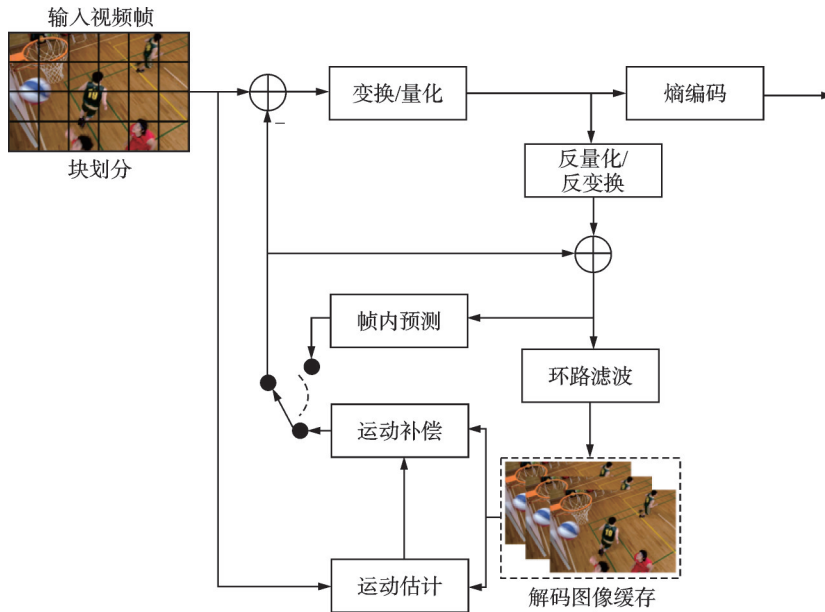 输入视频帧
块划分
变换/量化
熵编码
反量化/
反变换
帧内预测
环路滤波
运动补偿
运动估计
解码图像缓存